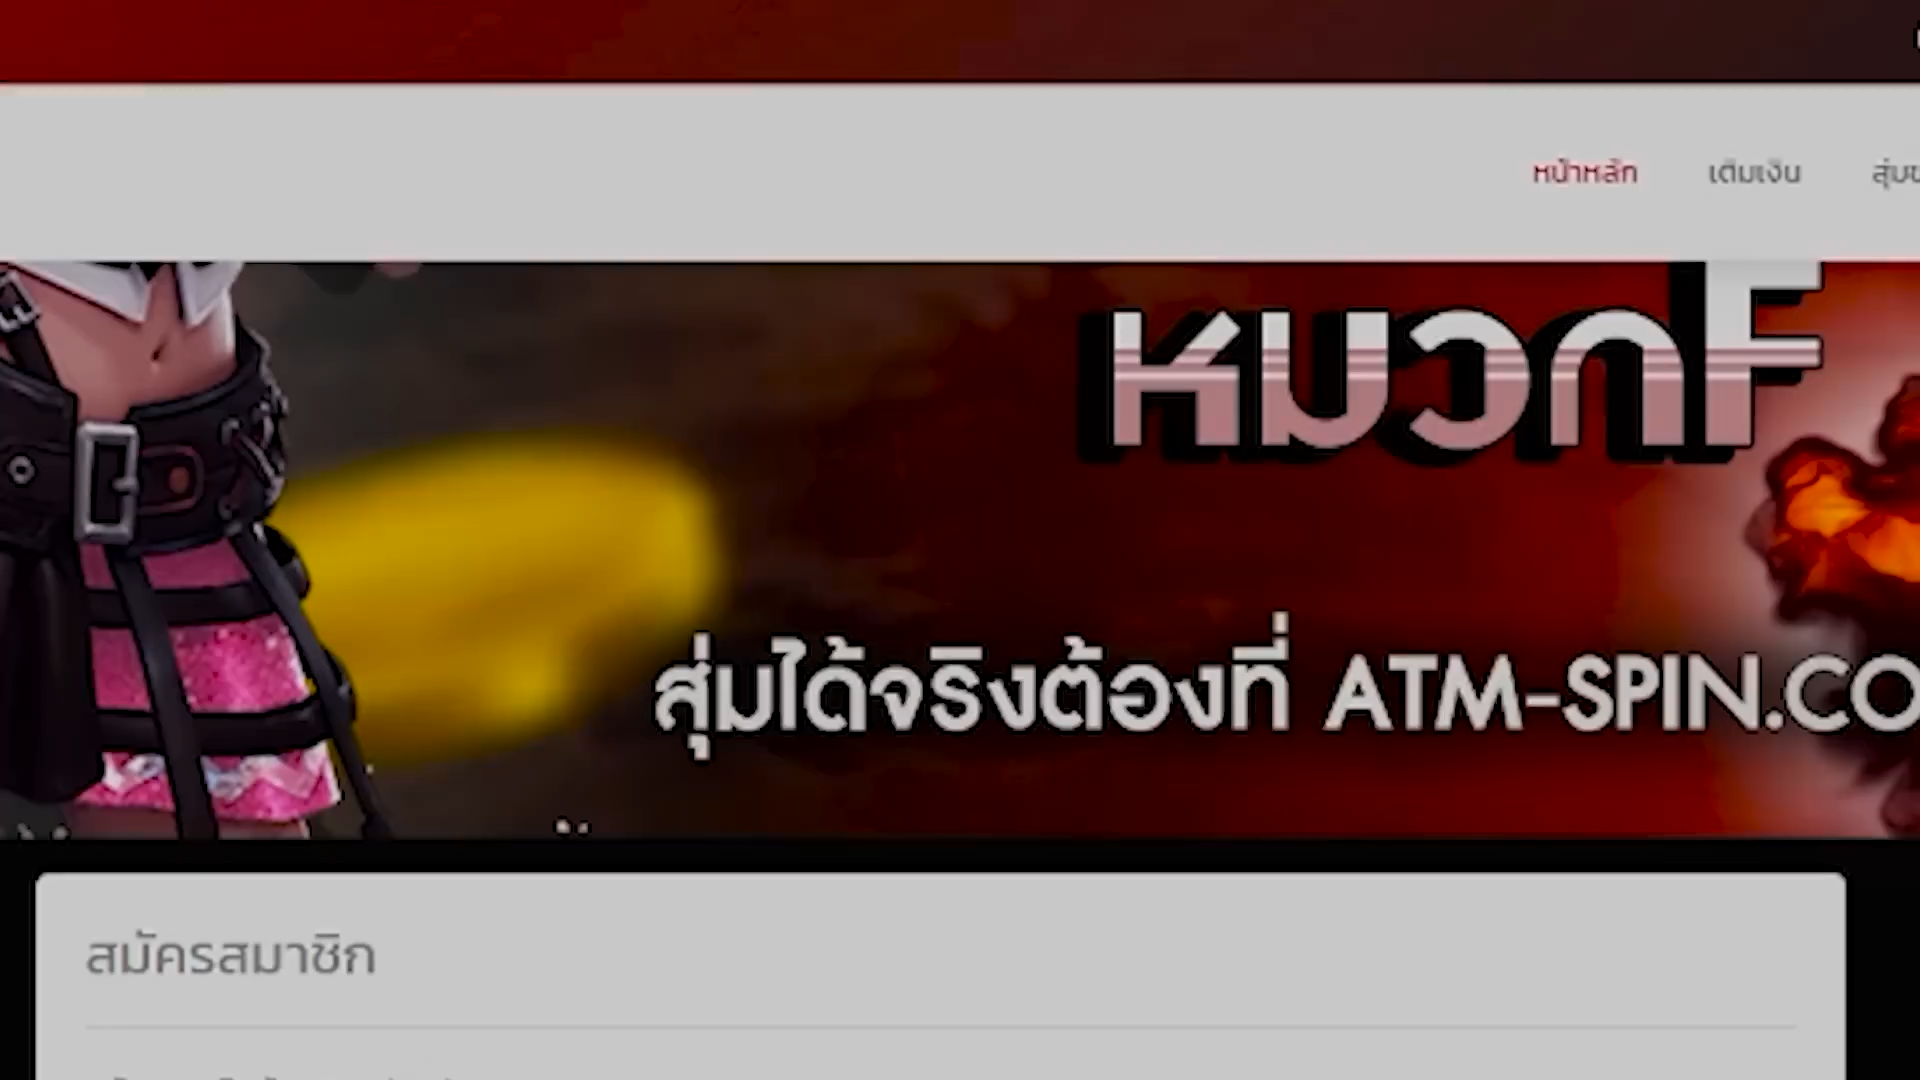 หน้าหลัก เติมเงิน
หมวก
สุ่มได้จริงต้องที่ ATM-SPIN.CO
สมัครสมาชิก